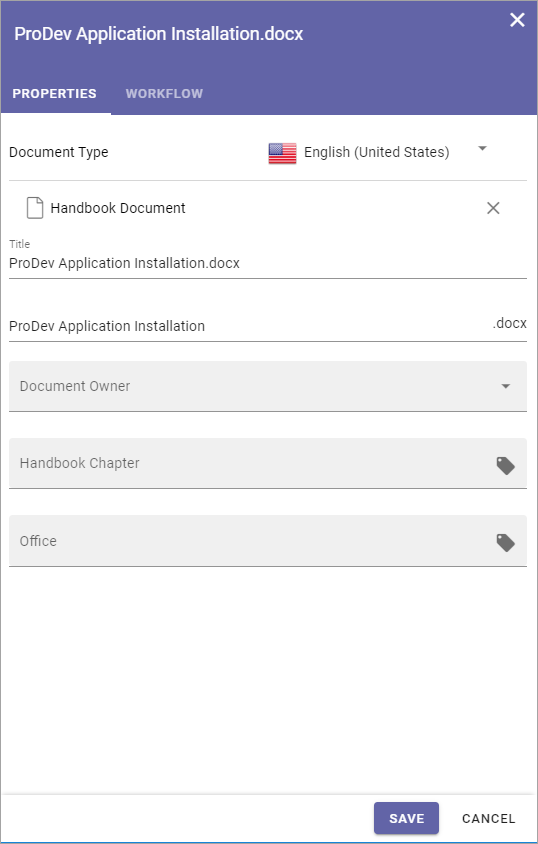 ProDev Application Installation.docx
PROPERTIES WORKFLOW
Document Type English (United States)
Handbook Document
Title
ProDev Application Installation.docx
ProDev Application Installation .docx
Document Owner
Handbook Chapter
Office
SAVE CANCEL